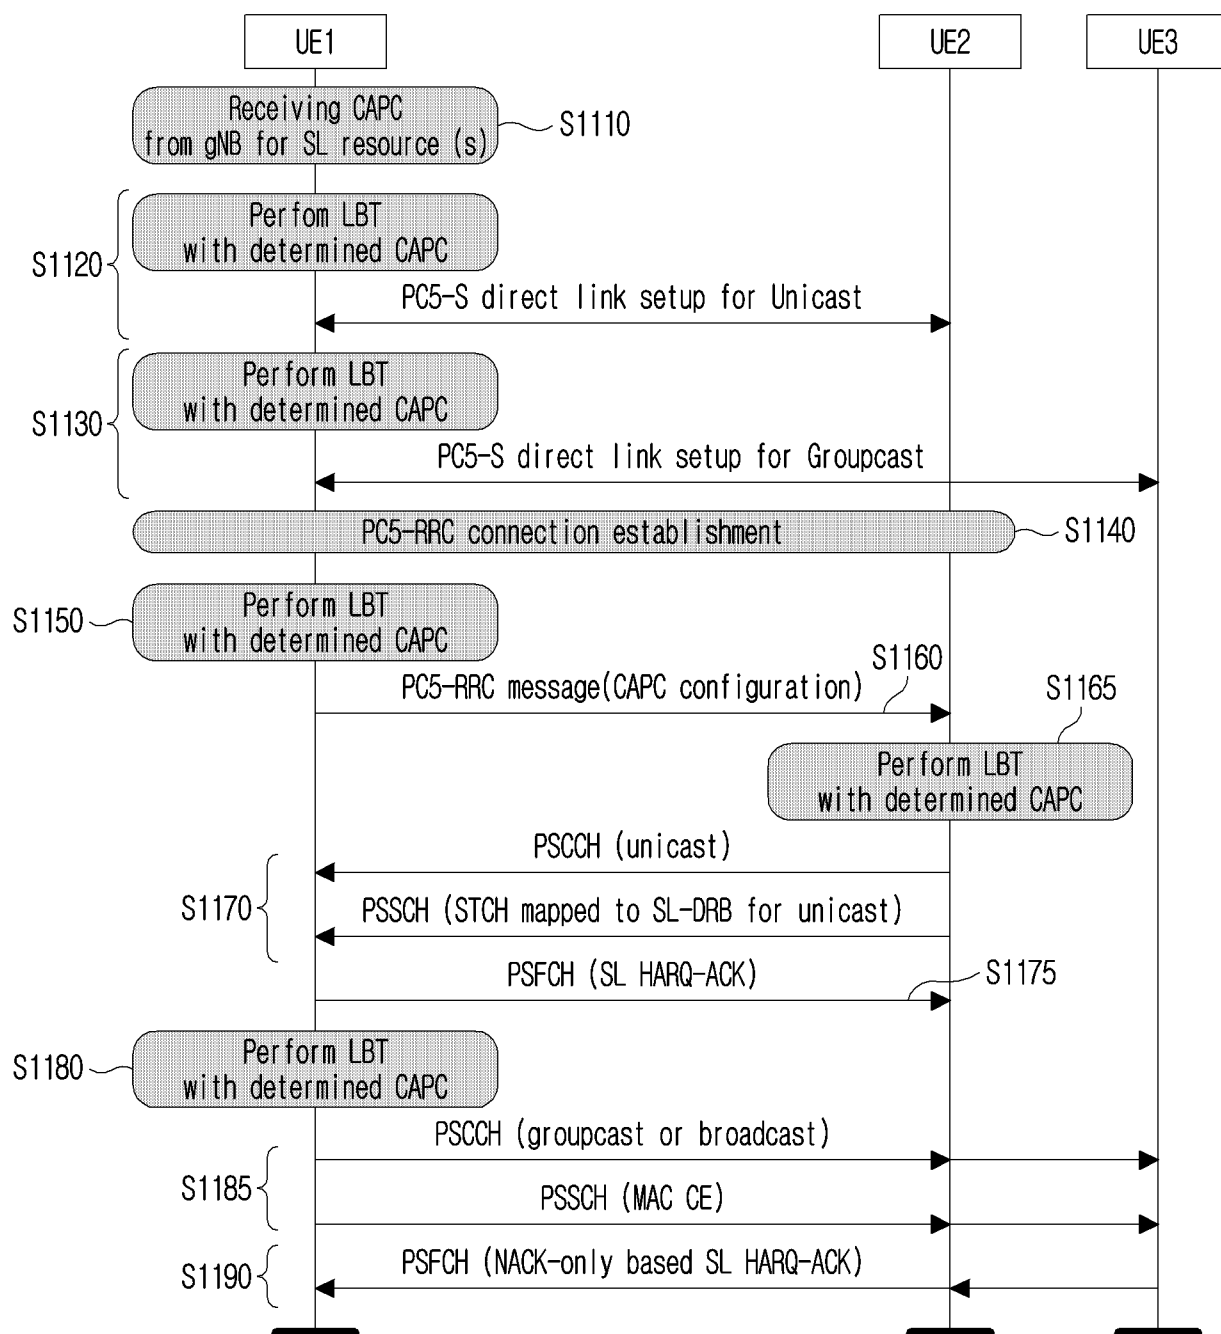 UE1
UE2
UE3
Receiving CAPC
from gNB for SL resource (s)
S1110
Perfom LBT
with determined CAPC
S1120
PC5-S direct link setup for Unicast
Perform LBT
with determined CAPC
S1130
PC5-S direct link setup for Groupcast
PC5-RRC connection establishment
S1140
Perform LBT
with determined CAPC
S1150
S1160
PC5-RRC message(CAPC configuration)
S1165
Perform LBT
with determined CAPC
PSCCH (unicast)
S1170
PSSCH (STCH mapped to SL-DRB for unicast)
PSFCH (SL HARQ-ACK)
S1175
Perform LBT
with determined CAPC
S1180
PSCCH (groupcast or broadcast)
S1185
PSSCH (MAC CE)
PSFCH (NACK-only based SL HARQ-ACK)
S1190